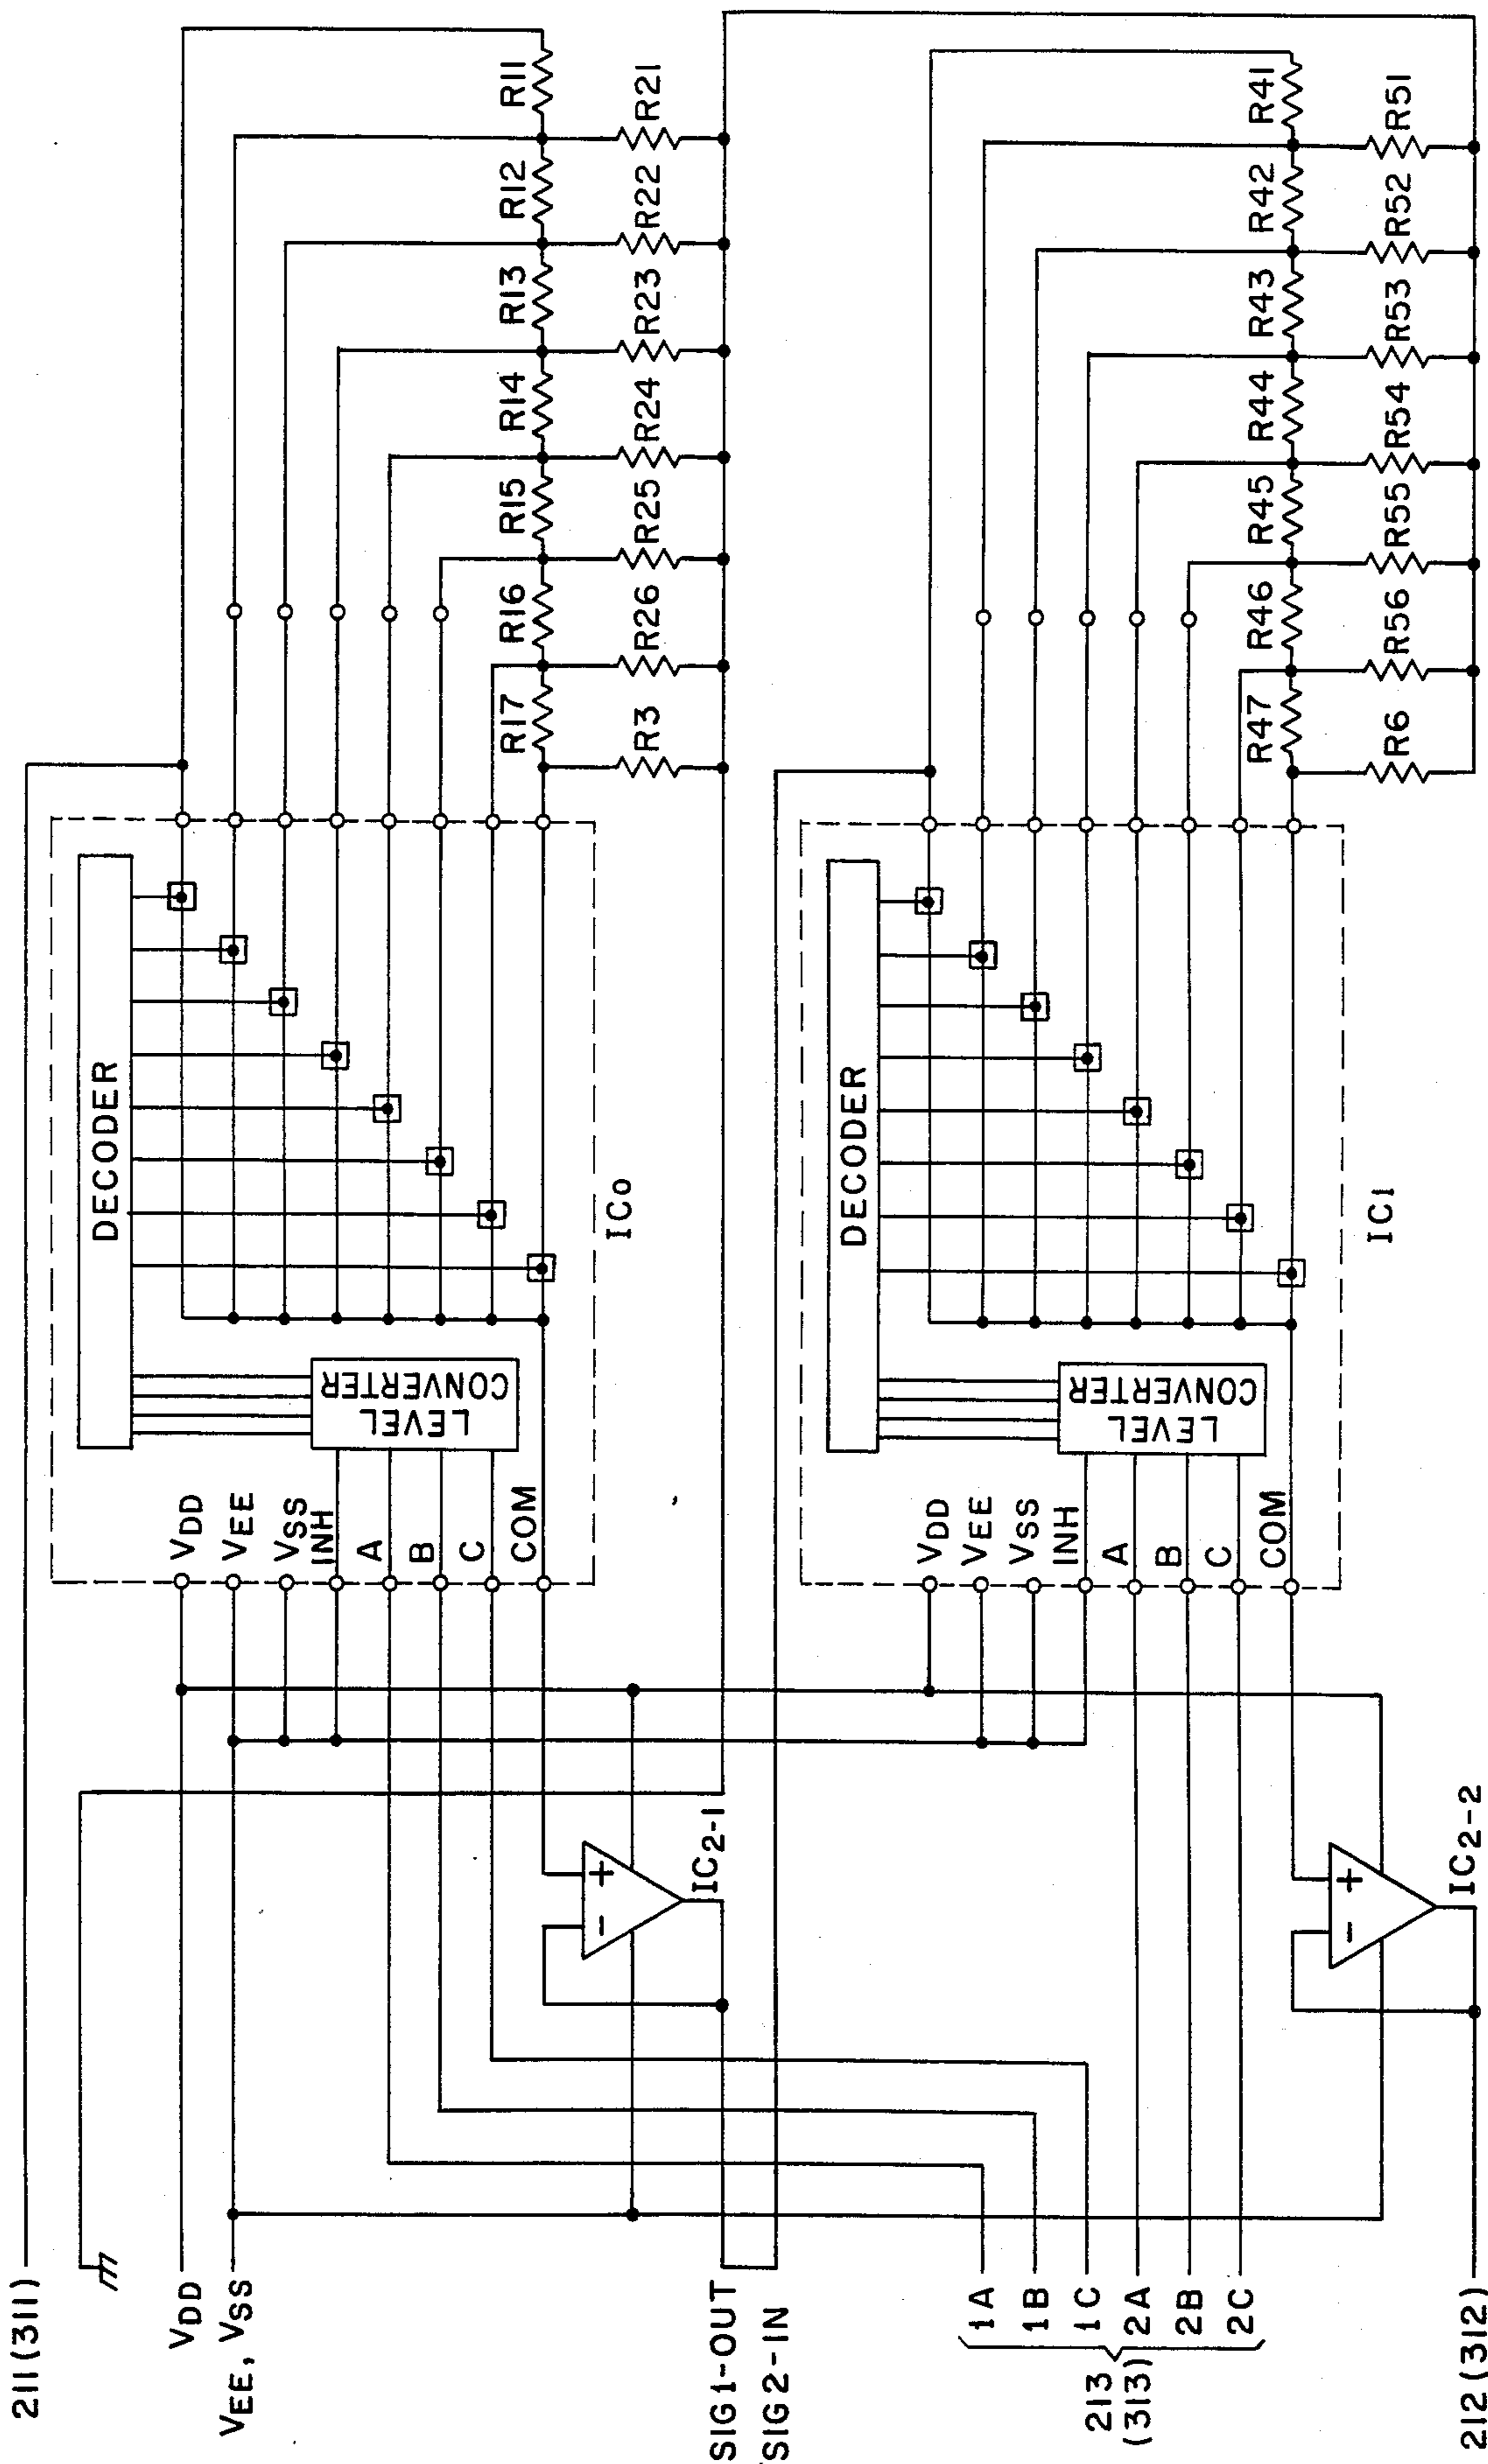 211(311)
VDD
VEE, VSS
SIG1-OUT
SIG2-IN
1A
1B
1C
2A
2B
2C
213
(313)
212(312)
IC2-1
IC2-2
+
-
+
-
VDD
VEE
VSS
INH
A
B
C
COM
LEVEL
CONVERTER
DECODER
ICO
VDD
VEE
VSS
INH
A
B
C
COM
LEVEL
CONVERTER
DECODER
IC1
R17
R16
R15
R14
R13
R12
R11
R3
R26
R25
R24
R23
R22
R21
R47
R46
R45
R44
R43
R42
R41
R6
R56
R55
R54
R53
R52
R51